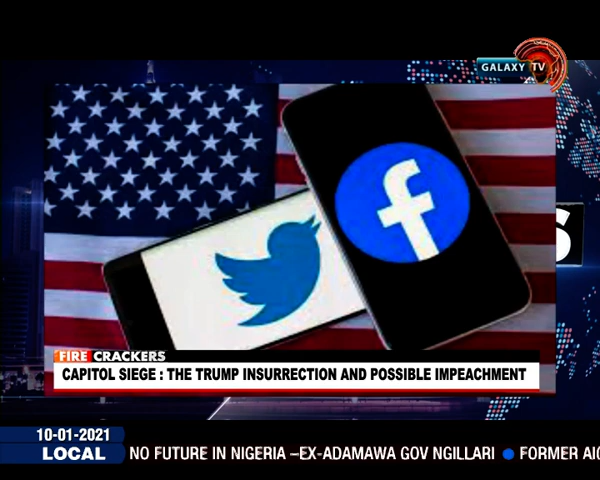 GALAXY TV
FIRE CRACKERS
CAPITOL SIEGE : THE TRUMP INSURRECTION AND POSSIBLE IMPEACHMENT
10-01-2021
LOCAL
NO FUTURE IN NIGERIA –EX-ADAMAWA GOV NGILLARI ● FORMER